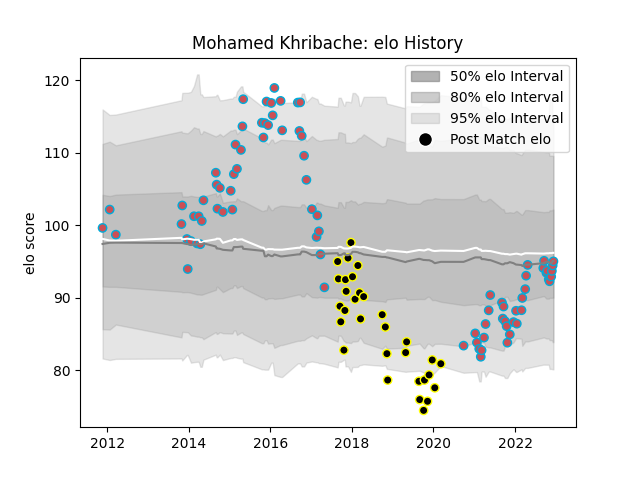 Mohamed Khribache: elo History
120
110
100
90
80
elo score
50% elo Interval
80% elo Interval
95% elo Interval
Post Match elo
2012
2014
2016
2018
2020
2022